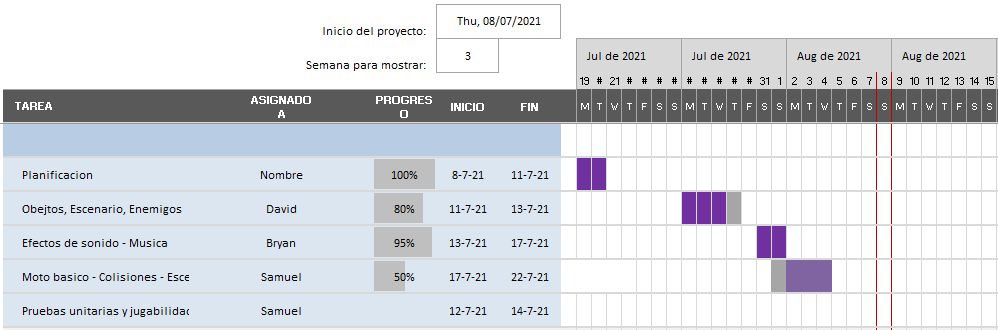 Inicio del proyecto: Thu, 08/07/2021
Semana para mostrar: 3
Jul de 2021 Jul de 2021 Aug de 2021 Aug de 2021
19 # 21 # # # # # # # # # 31 1 2 3 4 5 6 7 8 9 10 11 12 13 14 15
TAREA ASIGNADO A PROGRESO INICIO FIN M T W T F S S M T W T F S S M T W T F S S M T W T F S S
Planificacion Nombre 100% 8-7-21 11-7-21
Obejtos, Escenario, Enemigos David 80% 11-7-21 13-7-21
Efectos de sonido - Musica Bryan 95% 13-7-21 17-7-21
Moto basico - Colisiones - Esce Samuel 50% 17-7-21 22-7-21
Pruebas unitarias y jugabilidad Samuel 12-7-21 14-7-21